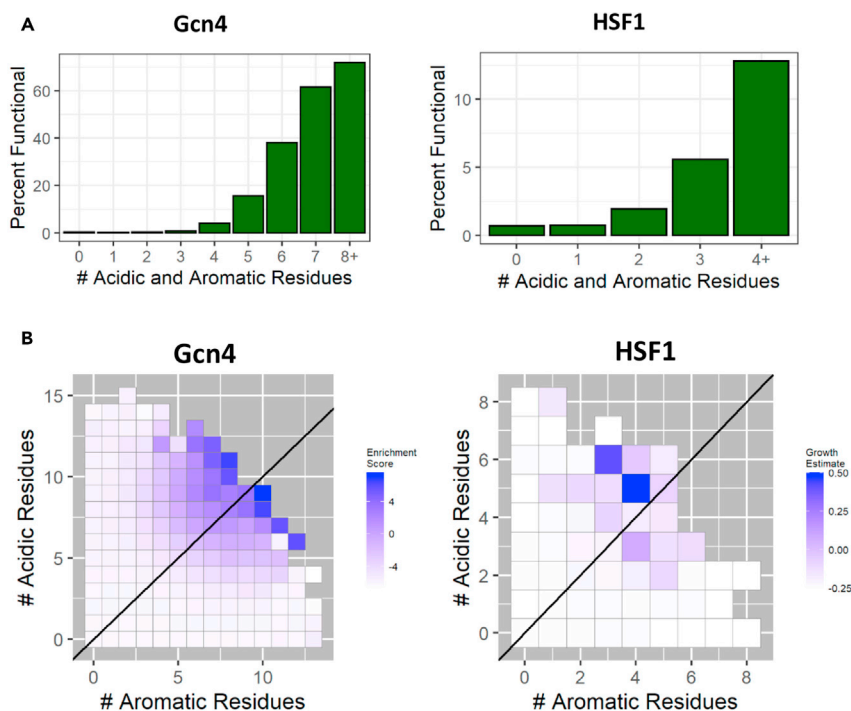 A
Gcn4
HSF1
Percent Functional
60
40
20
0
0 1 2 3 4 5 6 7 8+
# Acidic and Aromatic Residues
Percent Functional
10
5
0
0 1 2 3 4+
# Acidic and Aromatic Residues
B
Gcn4
HSF1
# Acidic Residues
15
10
5
0
0 5 10
# Aromatic Residues
Enrichment
Score
4
0
-4
# Acidic Residues
8
6
4
2
0
0 2 4 6 8
# Aromatic Residues
Growth
Estimate
0.50
0.25
0.00
-0.25